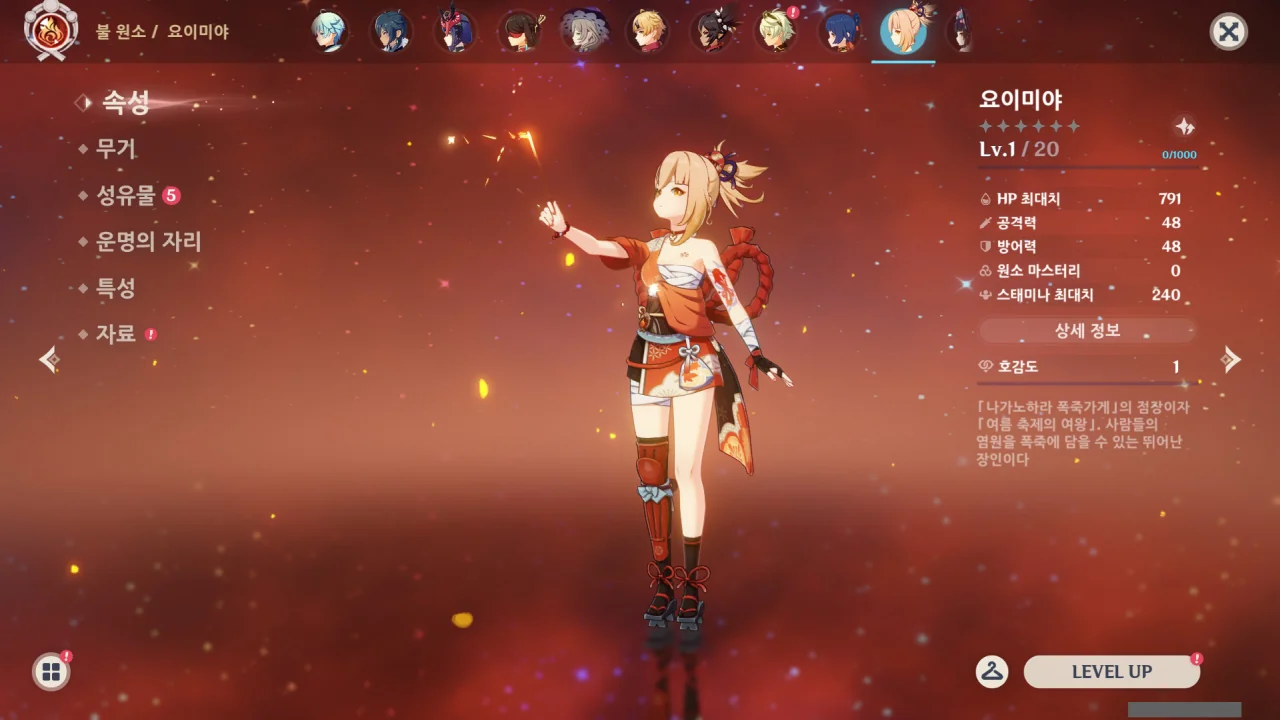 불 원소 / 요이미야
속성
무거
성유물 5
운명의 자리
특성
자료
요이미야
Lv.1 / 20
0/1000
HP 최대치 791
공격력 48
방어력 48
원소 마스터리 0
스태미나 최대치 240
상세 정보
호감도 1
「나가노하라 폭죽가게」의 점장이자
「여름 축제의 여왕」. 사람들의
염원을 폭죽에 담을 수 있는 뛰어난
장인이다
LEVEL UP